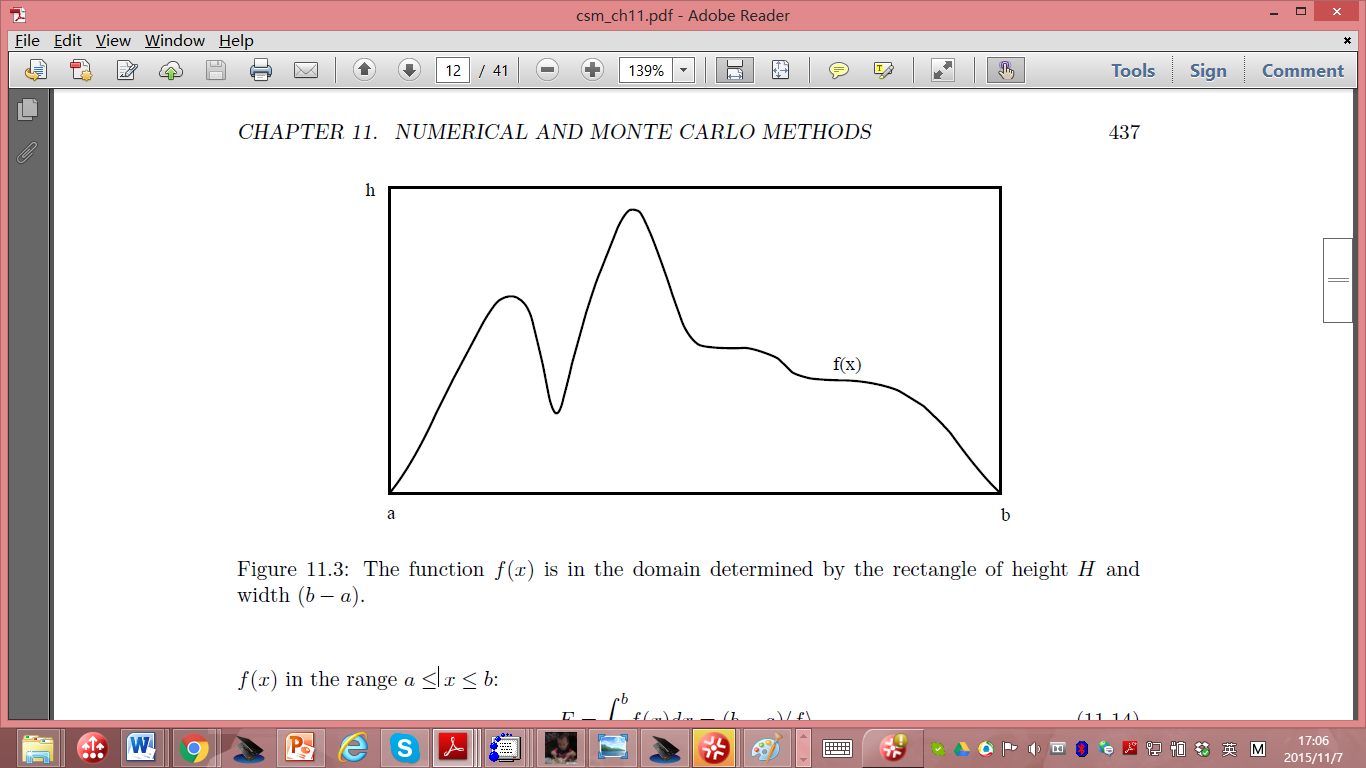 csm_ch11.pdf - Adobe Reader
File Edit View Window Help
12 / 41 139% Tools Sign Comment
CHAPTER 11. NUMERICAL AND MONTE CARLO METHODS 437
h
f(x)
a b
Figure 11.3: The function f(x) is in the domain determined by the rectangle of height H and
width (b − a).
f(x) in the range a ≤ x ≤ b:
17:06
英 M
2015/11/7